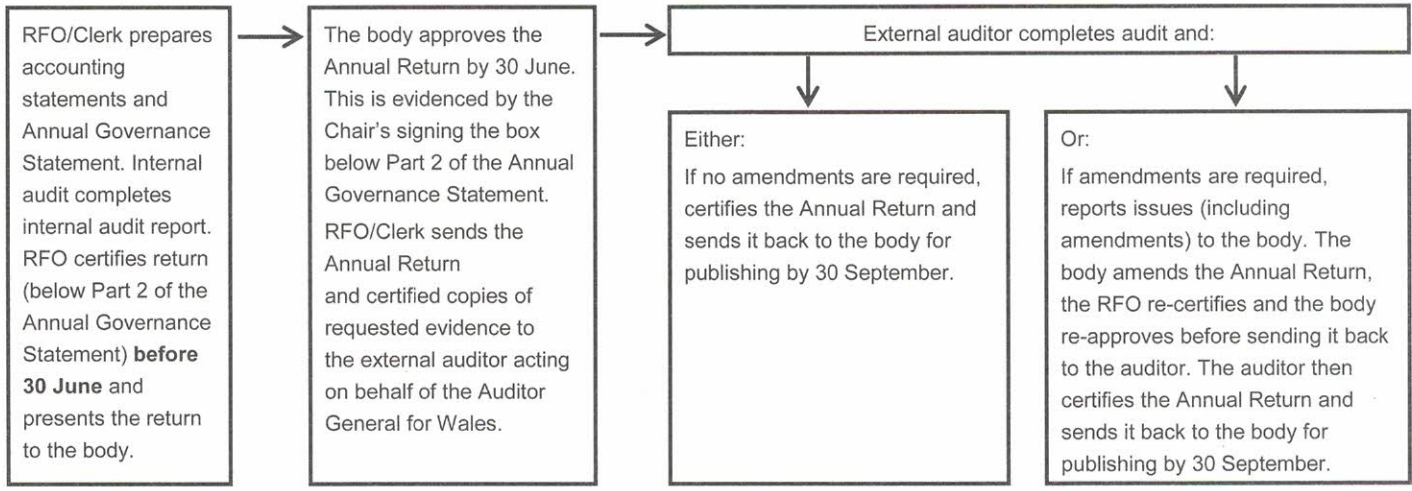 RFO/Clerk prepares
accounting
statements and
Annual Governance
Statement. Internal
audit completes
internal audit report.
RFO certifies return
(below Part 2 of the
Annual Governance
Statement) before
30 June and
presents the return
to the body.
The body approves the
Annual Return by 30 June.
This is evidenced by the
Chair's signing the box
below Part 2 of the Annual
Governance Statement.
RFO/Clerk sends the
Annual Return
and certified copies of
requested evidence to
the external auditor acting
on behalf of the Auditor
General for Wales.
External auditor completes audit and:
Either:
If no amendments are required,
certifies the Annual Return and
sends it back to the body for
publishing by 30 September.
Or:
If amendments are required,
reports issues (including
amendments) to the body. The
body amends the Annual Return,
the RFO re-certifies and the body
re-approves before sending it back
to the auditor. The auditor then
certifies the Annual Return and
sends it back to the body for
publishing by 30 September.